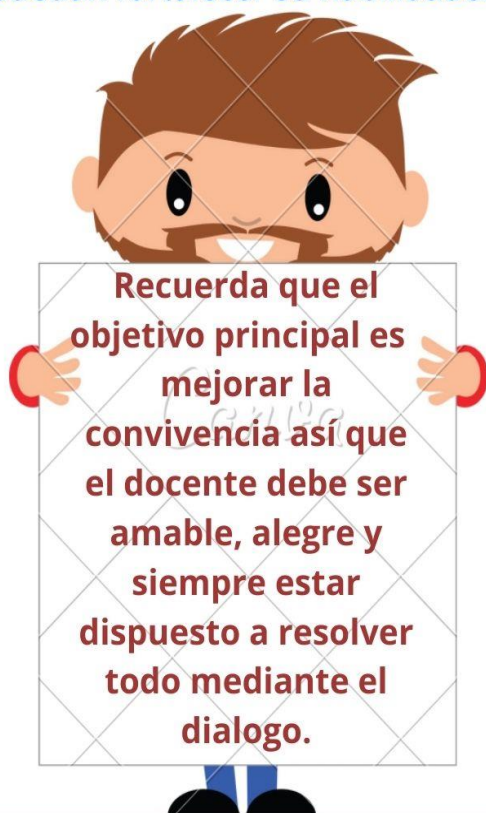 Recuerda que el
objetivo principal es
mejorar la
convivencia así que
el docente debe ser
amable, alegre y
siempre estar
dispuesto a resolver
todo mediante el
dialogo.
Canva